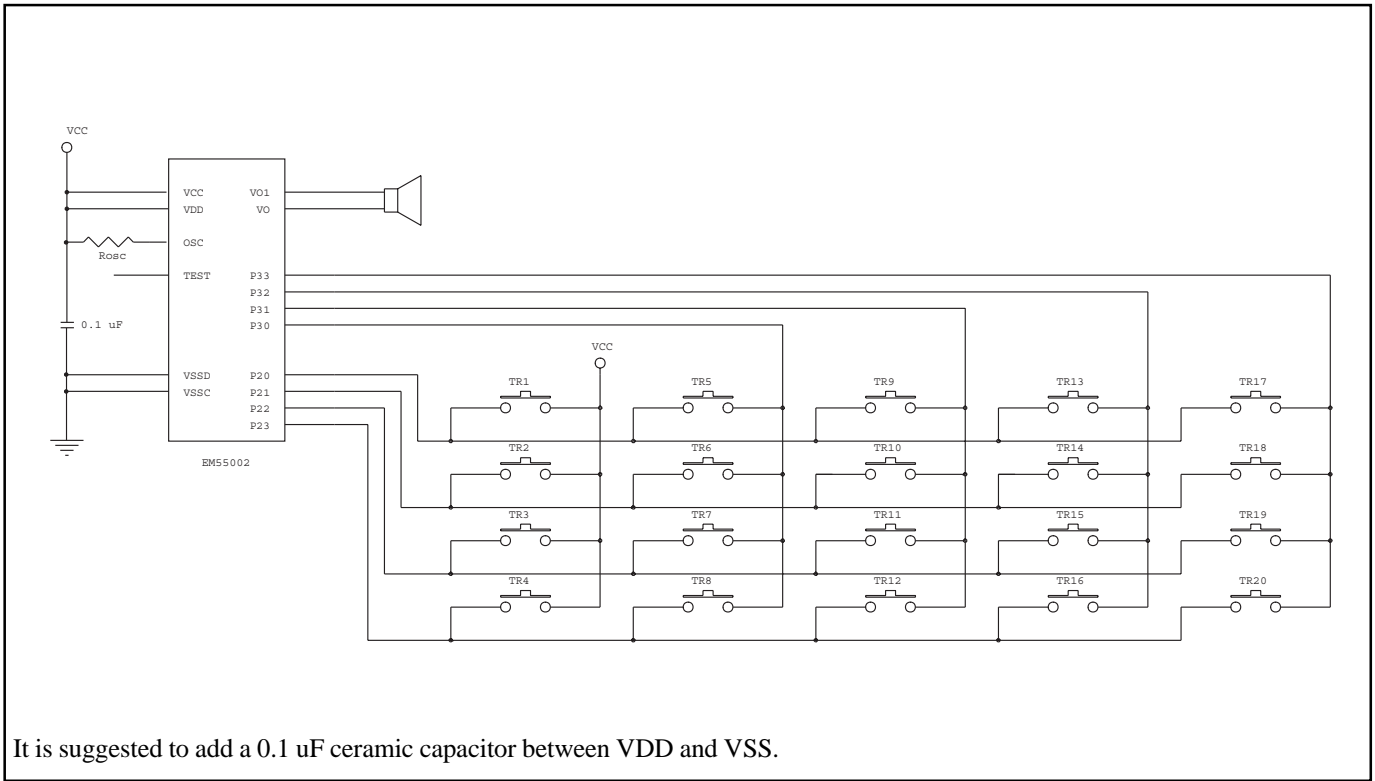 VCC
VCC VO1
VDD VO
OSC
Rosc
TEST P33
P32
P31
0.1 uF P30
VCC
VSSD P20
VSSC P21
P22
P23
EM55002
TR1 TR5 TR9 TR13 TR17
TR2 TR6 TR10 TR14 TR18
TR3 TR7 TR11 TR15 TR19
TR4 TR8 TR12 TR16 TR20
It is suggested to add a 0.1 uF ceramic capacitor between VDD and VSS.